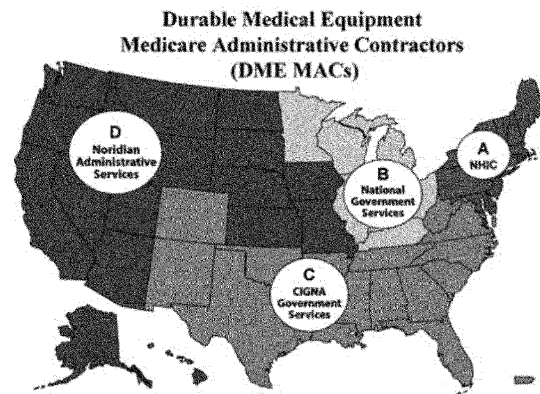 Durable Medical Equipment
Medicare Administrative Contractors
(DME MACs)
D
Noridian
Administrative
Services
A
NHIC
B
National
Government
Services
C
CIGNA
Government
Services